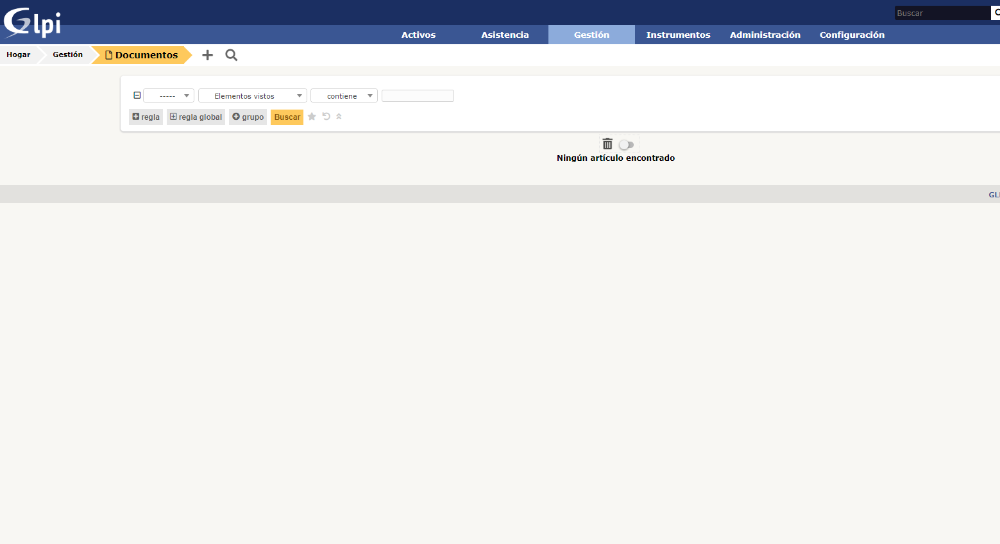 Glpi
Buscar
Activos Asistencia Gestión Instrumentos Administración Configuración
Hogar Gestión Documentos
----- Elementos vistos contiene
regla regla global grupo Buscar
Ningún artículo encontrado